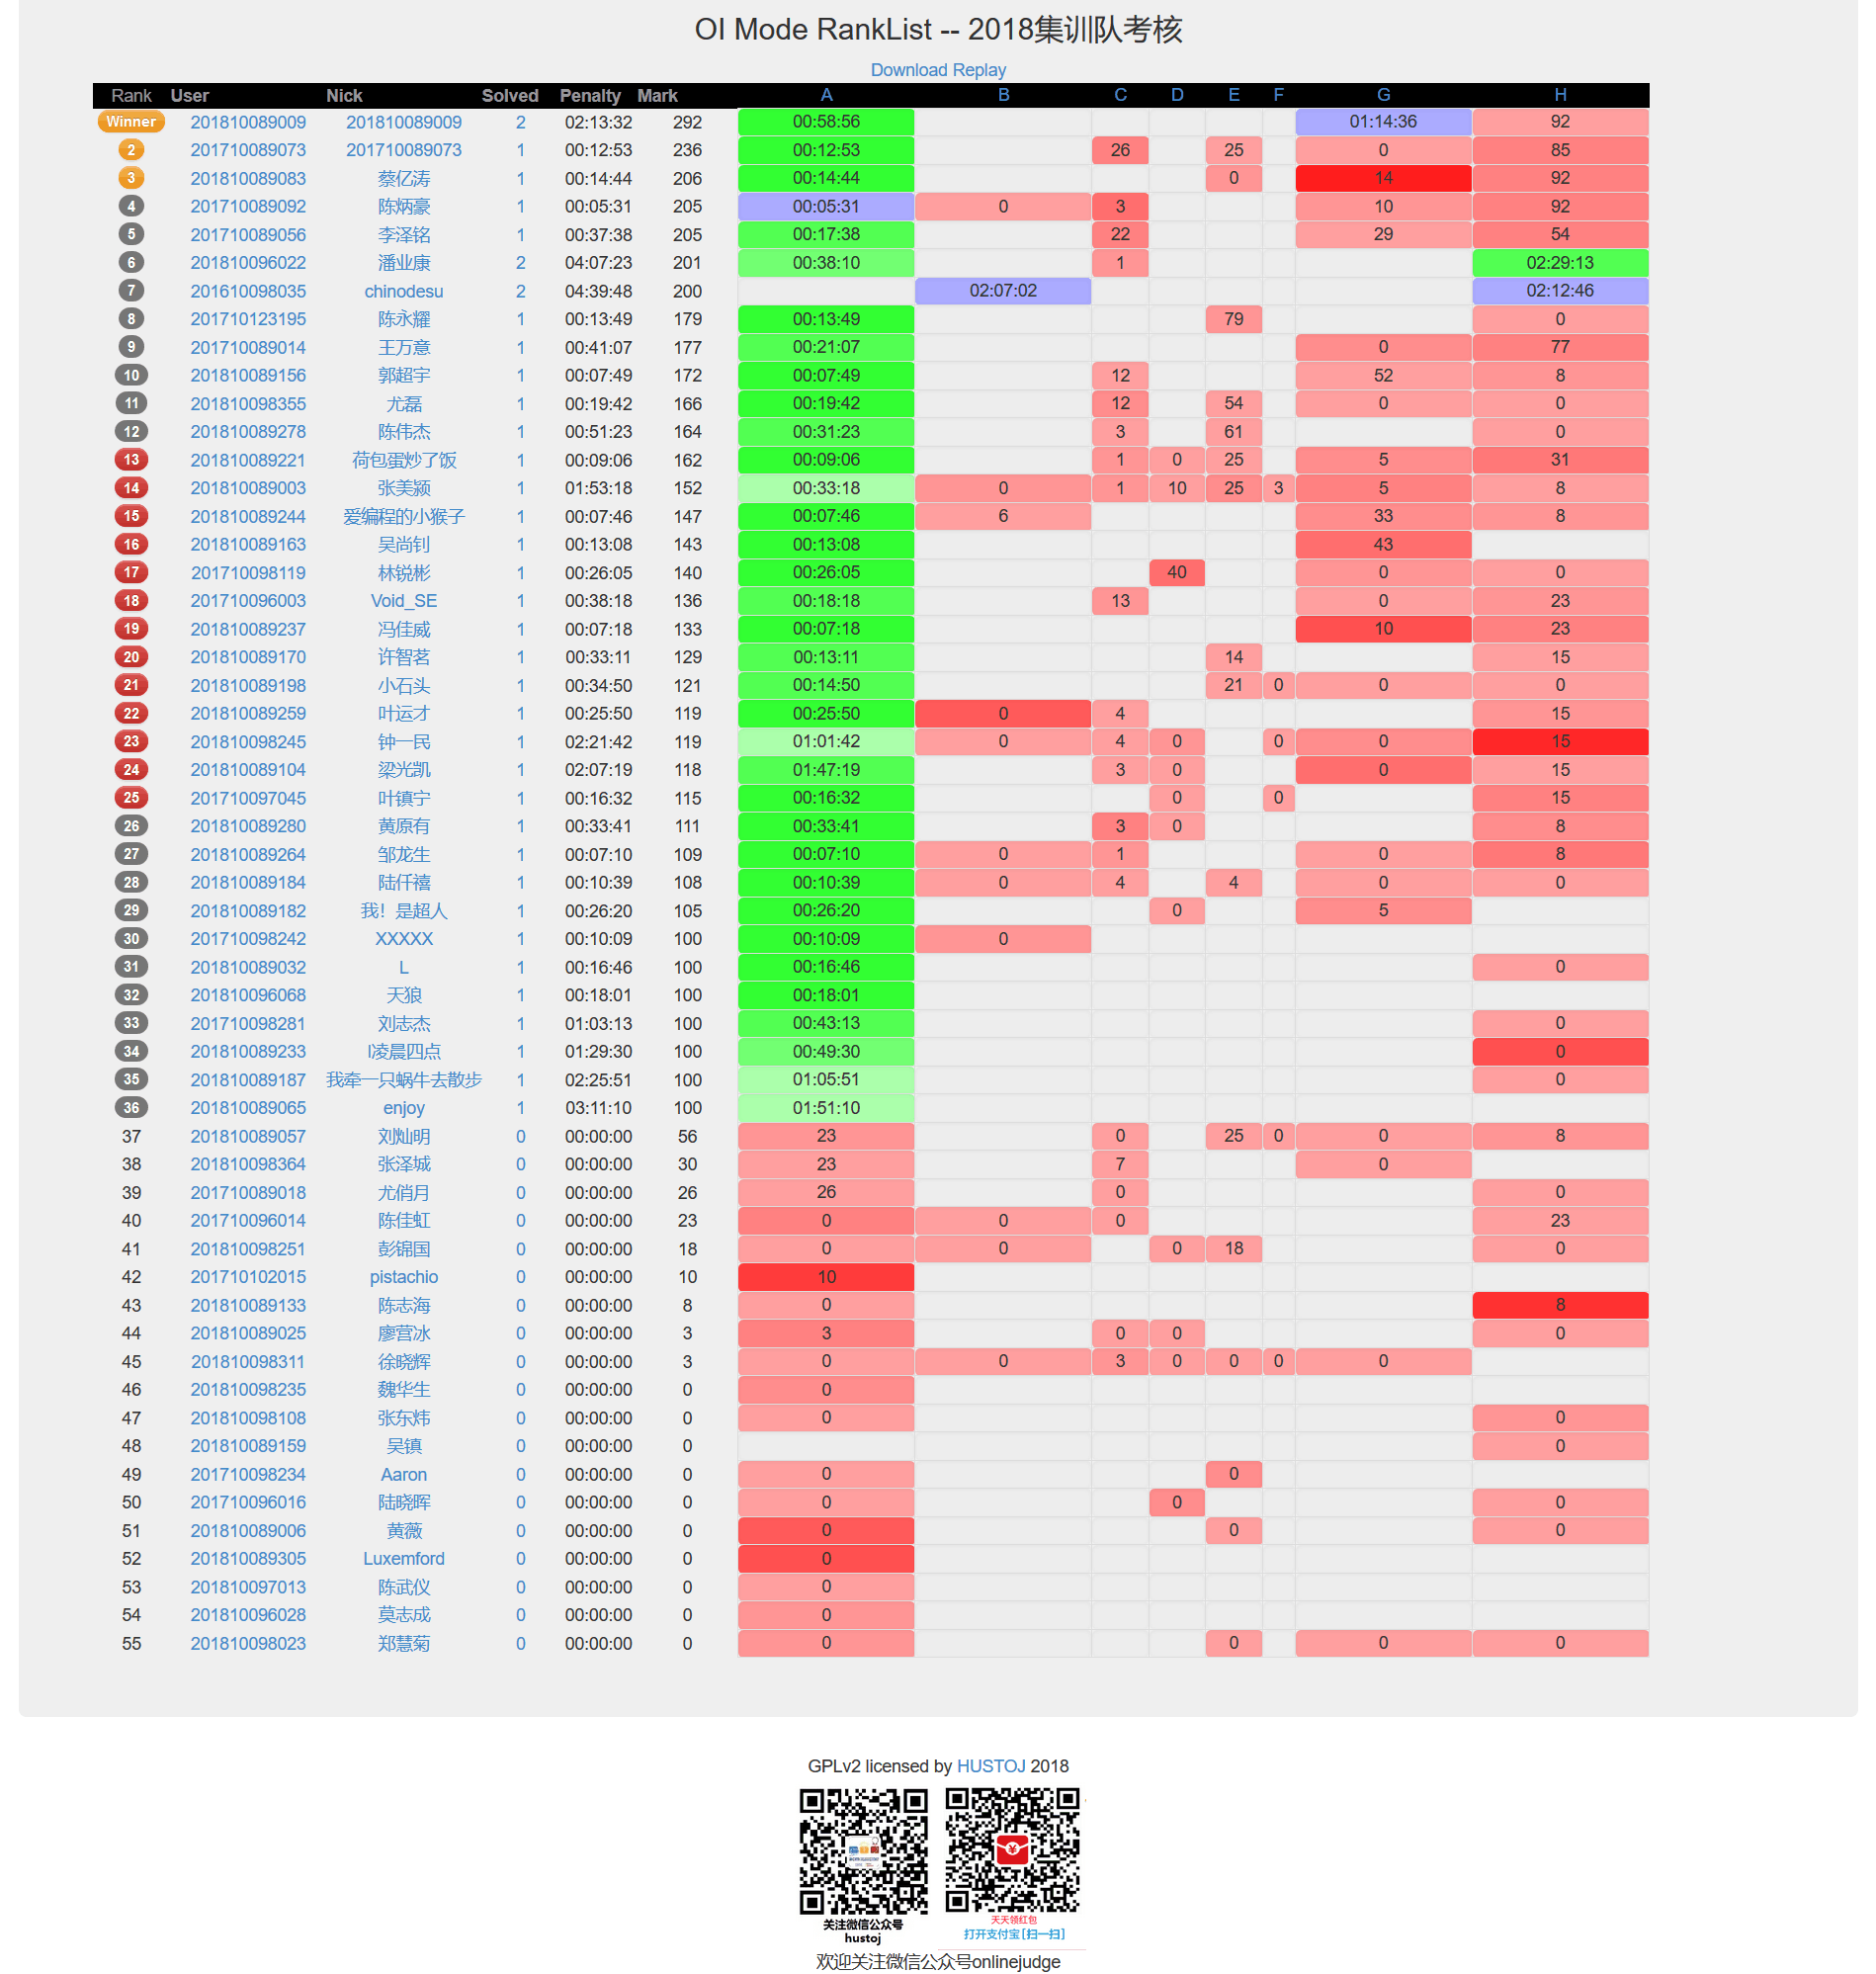 OI Mode RankList -- 2018集训队考核
Download Replay
Rank User Nick Solved Penalty Mark A B C D E F G H
Winner 201810089009 201810089009 2 02:13:32 292 00:58:56 01:14:36 92
2 201710089073 201710089073 1 00:12:53 236 00:12:53 26 25 0 85
3 201810089083 蔡亿涛 1 00:14:44 206 00:14:44 0 14 92
4 201710089092 陈炳豪 1 00:05:31 205 00:05:31 0 3 10 92
5 201710089056 李泽铭 1 00:37:38 205 00:17:38 22 29 54
6 201810096022 潘业康 2 04:07:23 201 00:38:10 1 02:29:13
7 201610098035 chinodesu 2 04:39:48 200 02:07:02 02:12:46
8 201710123195 陈永耀 1 00:13:49 179 00:13:49 79 0
9 201710089014 王万意 1 00:41:07 177 00:21:07 0 77
10 201810089156 郭超宇 1 00:07:49 172 00:07:49 12 52 8
11 201810098355 尤磊 1 00:19:42 166 00:19:42 12 54 0 0
12 201810089278 陈伟杰 1 00:51:23 164 00:31:23 3 61 0
13 201810089221 荷包蛋炒了饭 1 00:09:06 162 00:09:06 1 0 25 5 31
14 201810089003 张美颍 1 01:53:18 152 00:33:18 0 1 10 25 3 5 8
15 201810089244 爱编程的小猴子 1 00:07:46 147 00:07:46 6 33 8
16 201810089163 吴尚钊 1 00:13:08 143 00:13:08 43
17 201710098119 林锐彬 1 00:26:05 140 00:26:05 40 0 0
18 201710096003 Void_SE 1 00:38:18 136 00:18:18 13 0 23
19 201810089237 冯佳威 1 00:07:18 133 00:07:18 10 23
20 201810089170 许智茗 1 00:33:11 129 00:13:11 14 15
21 201810089198 小石头 1 00:34:50 121 00:14:50 21 0 0 0
22 201810089259 叶运才 1 00:25:50 119 00:25:50 0 4 15
23 201810098245 钟一民 1 02:21:42 119 01:01:42 0 4 0 0 0 15
24 201810089104 梁光凯 1 02:07:19 118 01:47:19 3 0 0 15
25 201710097045 叶镇宁 1 00:16:32 115 00:16:32 0 0 15
26 201810089280 黄原有 1 00:33:41 111 00:33:41 3 0 8
27 201810089264 邹龙生 1 00:07:10 109 00:07:10 0 1 0 8
28 201810089184 陆仟禧 1 00:10:39 108 00:10:39 0 4 4 0 0
29 201810089182 我！是超人 1 00:26:20 105 00:26:20 0 5
30 201710098242 XXXXX 1 00:10:09 100 00:10:09 0
31 201810089032 L 1 00:16:46 100 00:16:46 0
32 201810096068 天狼 1 00:18:01 100 00:18:01
33 201710098281 刘志杰 1 01:03:13 100 00:43:13 0
34 201810089233 l凌晨四点 1 01:29:30 100 00:49:30 0
35 201810089187 我牵一只蜗牛去散步 1 02:25:51 100 01:05:51 0
36 201810089065 enjoy 1 03:11:10 100 01:51:10
37 201810089057 刘灿明 0 00:00:00 56 23 0 25 0 0 8
38 201810098364 张泽城 0 00:00:00 30 23 7 0
39 201710089018 尤俏月 0 00:00:00 26 26 0 0
40 201710096014 陈佳虹 0 00:00:00 23 0 0 0 23
41 201810098251 彭锦国 0 00:00:00 18 0 0 0 18 0
42 201710102015 pistachio 0 00:00:00 10 10
43 201810089133 陈志海 0 00:00:00 8 0 8
44 201810089025 廖营冰 0 00:00:00 3 3 0 0 0
45 201810098311 徐晓辉 0 00:00:00 3 0 0 3 0 0 0 0
46 201810098235 魏华生 0 00:00:00 0 0
47 201810098108 张东炜 0 00:00:00 0 0 0
48 201810089159 吴镇 0 00:00:00 0 0
49 201710098234 Aaron 0 00:00:00 0 0 0
50 201710096016 陆晓晖 0 00:00:00 0 0 0 0
51 201810089006 黄薇 0 00:00:00 0 0 0 0
52 201810089305 Luxemford 0 00:00:00 0 0
53 201810097013 陈武仪 0 00:00:00 0 0
54 201810096028 莫志成 0 00:00:00 0 0
55 201810098023 郑慧菊 0 00:00:00 0 0 0 0 0
GPLv2 licensed by HUSTOJ 2018
关注微信公众号
hustoj
天天领红包
打开支付宝[扫一扫]
欢迎关注微信公众号onlinejudge